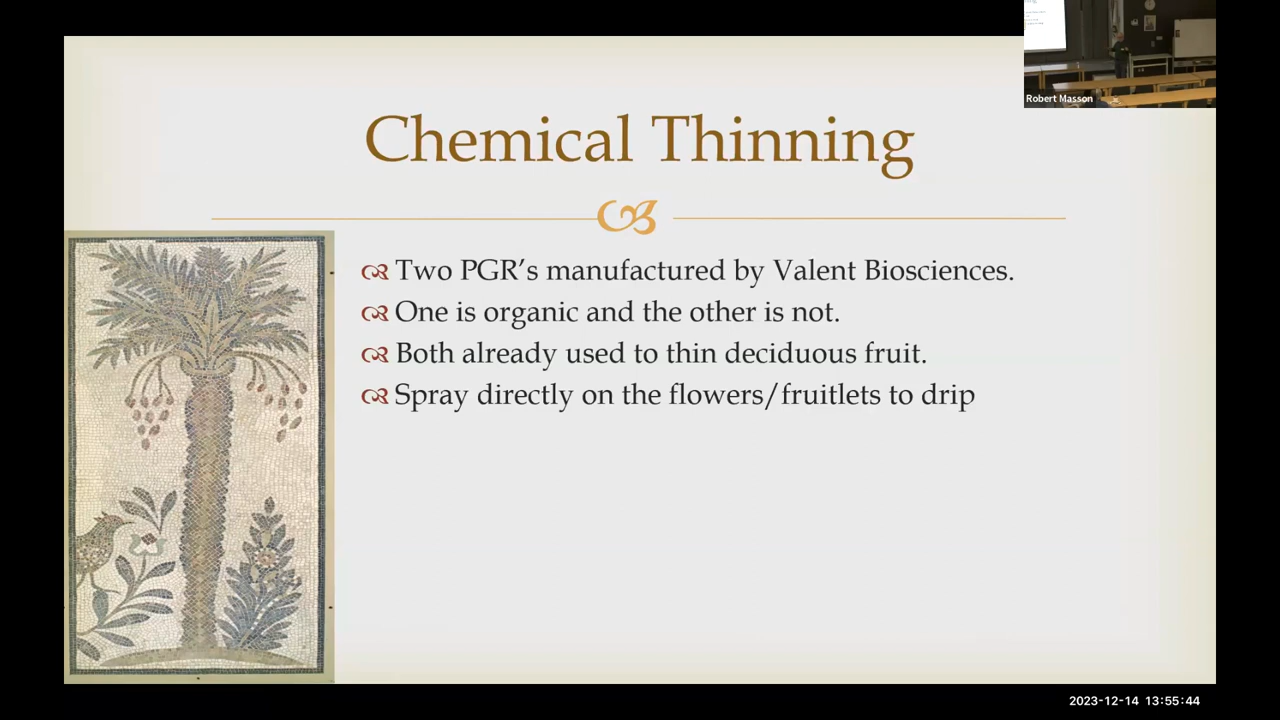 Robert Masson
Chemical Thinning
Two PGR's manufactured by Valent Biosciences.
One is organic and the other is not.
Both already used to thin deciduous fruit.
Spray directly on the flowers/fruitlets to drip
2023-12-14 13:55:44